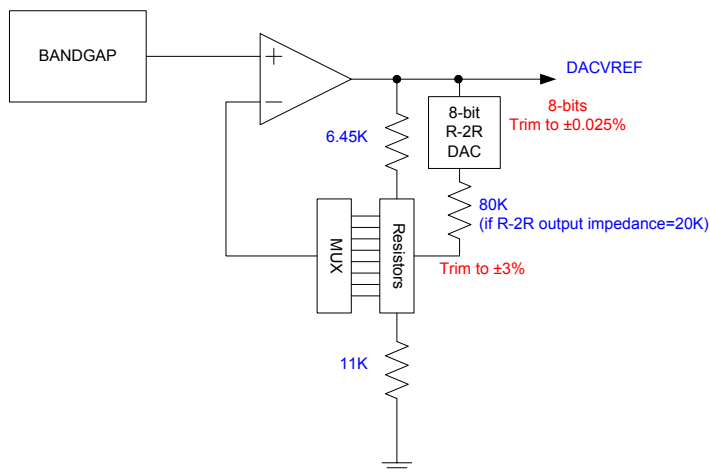 BANDGAP
+
−
DACVREF
8-bit
R-2R
DAC
8-bits
Trim to ±0.025%
6.45K
80K
(if R-2R output impedance=20K)
MUX
Resistors
Trim to ±3%
11K